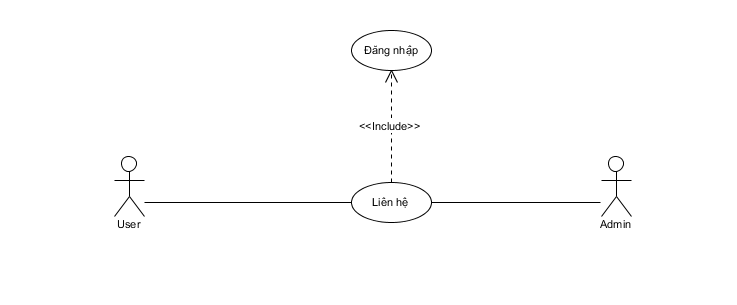 Đăng nhập
<<Include>>
Liên hệ
User
Admin